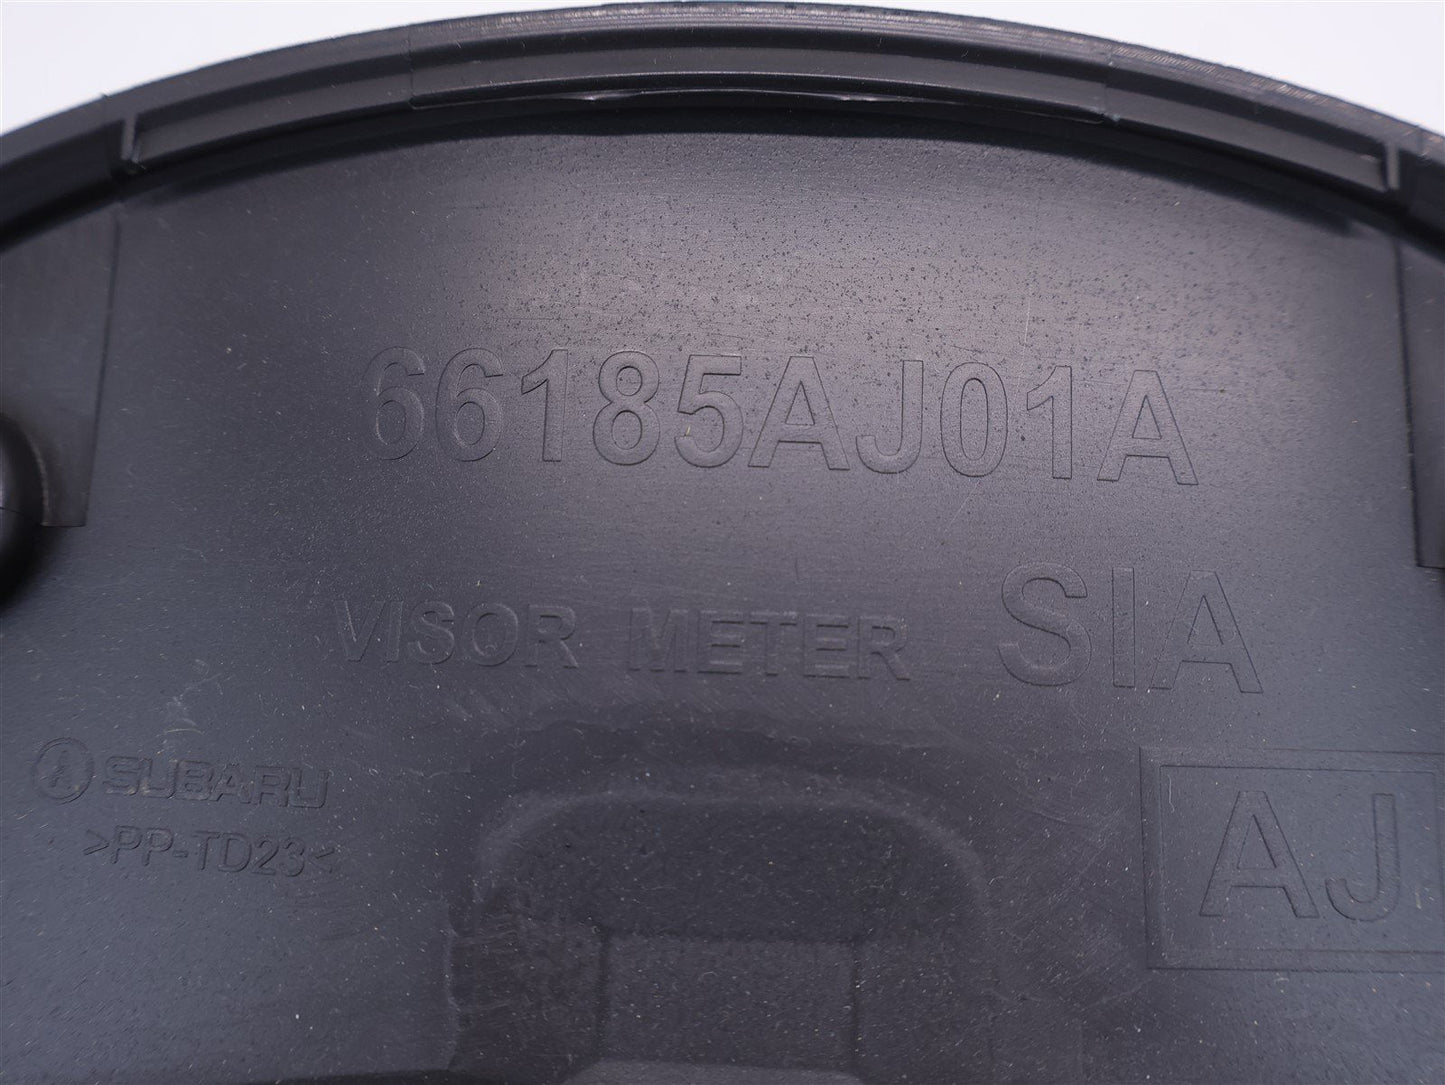 66185AJ01A
VISOR METER SIA
SUBARU
>PP-TD23<
AJ